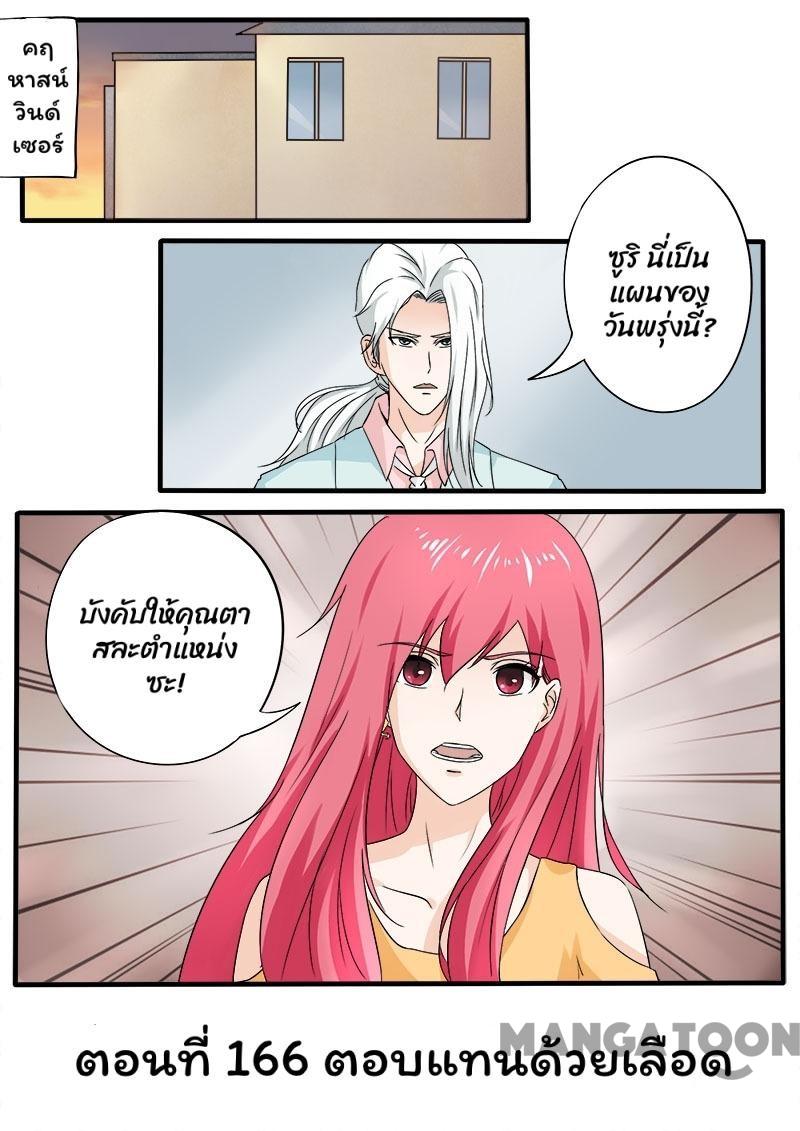 คฤ
หาสน์
วินด์
เซอร์
ซูริ นี่เป็น
แผนของ
วันพรุ่งนี้?
บังคับให้คุณตา
สละตำแหน่ง
ซะ!
MANGATOON
ตอนที่ 166 ตอบแทนด้วยเลือด